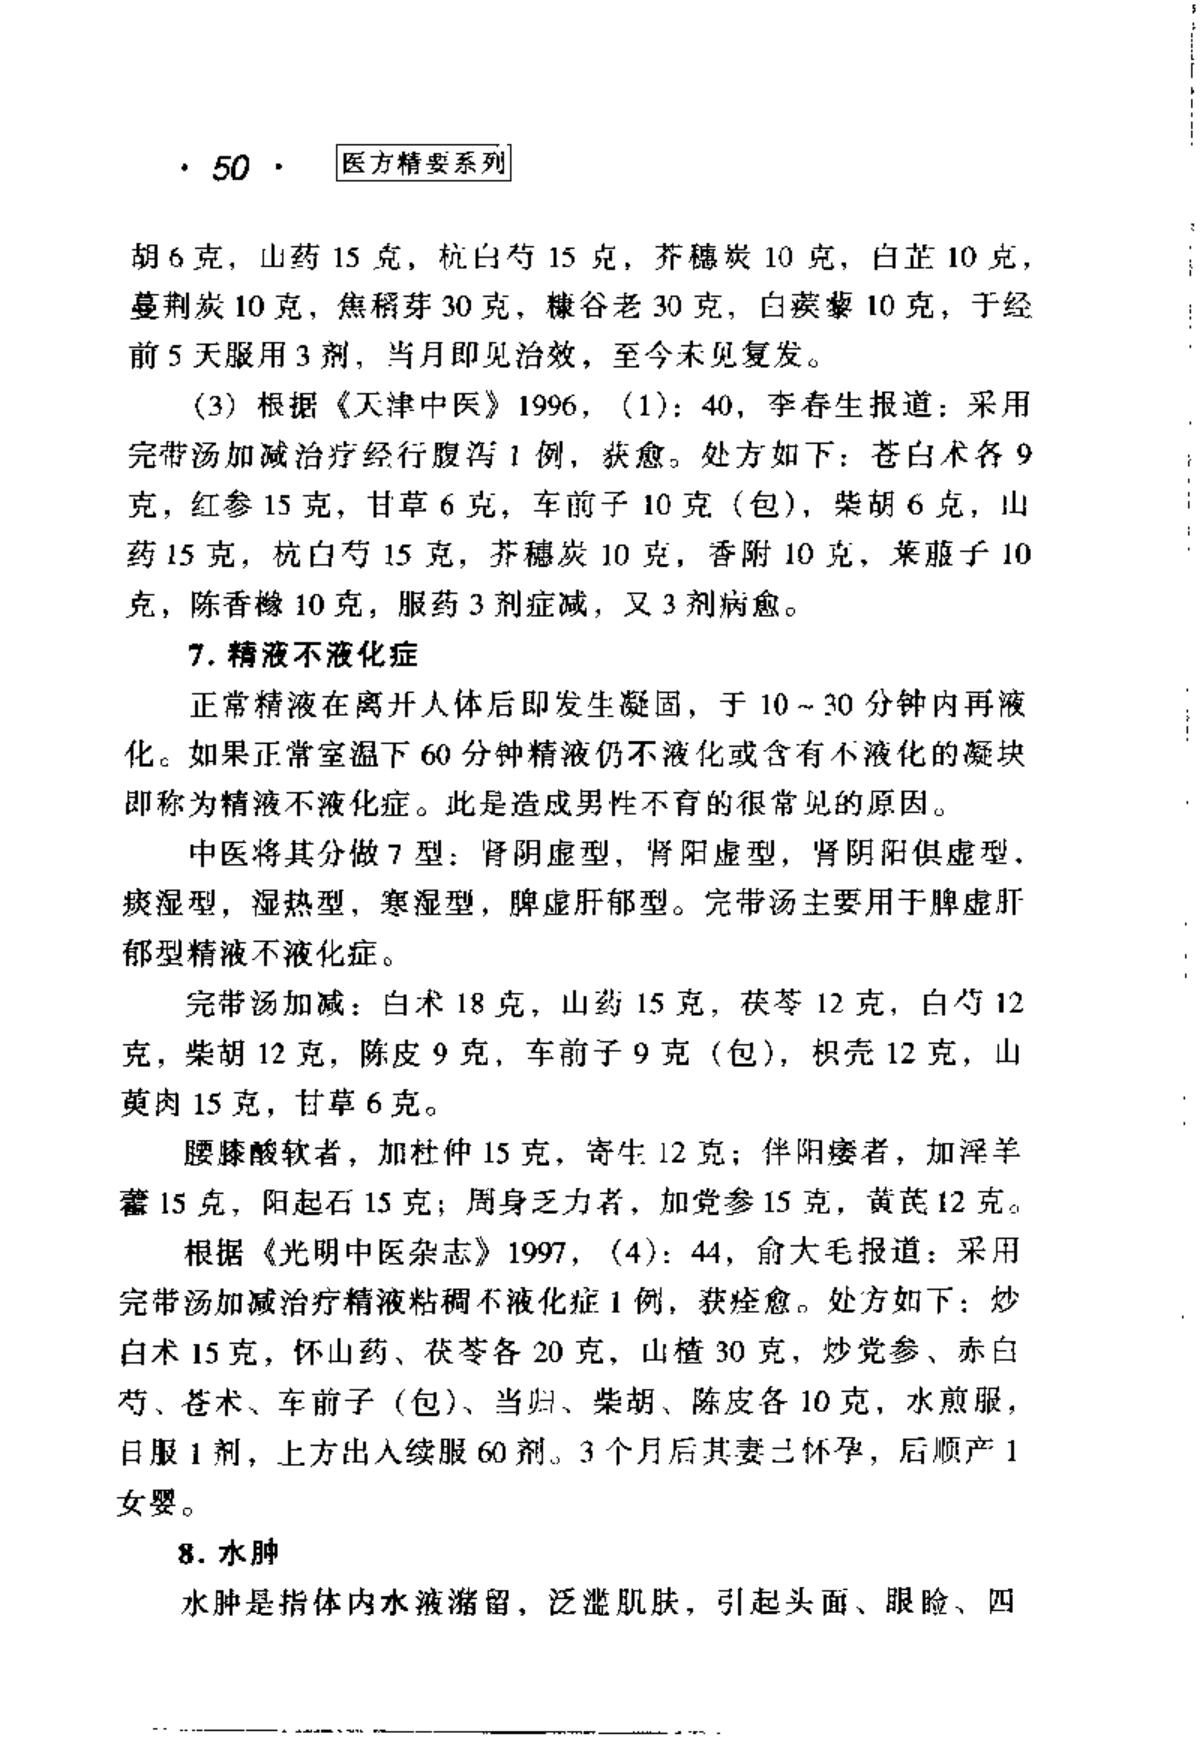 · 50 · 医方精要系列
胡 6 克，山药 15 克，杭白芍 15 克，芥穗炭 10 克，白芷 10 克，
蔓荆炭 10 克，焦稻芽 30 克，糠谷老 30 克，白蒺藜 10 克，于经
前 5 天服用 3 剂，当月即见治效，至今未见复发。
（3）根据《天津中医》1996，（1）：40，李春生报道：采用
完带汤加减治疗经行腹泻 1 例，获愈。处方如下：苍白术各 9
克，红参 15 克，甘草 6 克，车前子 10 克（包），柴胡 6 克，山
药 15 克，杭白芍 15 克，芥穗炭 10 克，香附 10 克，莱菔子 10
克，陈香橼 10 克，服药 3 剂症减，又 3 剂病愈。
7. 精液不液化症
正常精液在离开人体后即发生凝固，于 10～30 分钟内再液
化。如果正常室温下 60 分钟精液仍不液化或含有不液化的凝块
即称为精液不液化症。此是造成男性不育的很常见的原因。
中医将其分做 7 型：肾阴虚型，肾阳虚型，肾阴阳俱虚型，
痰湿型，湿热型，寒湿型，脾虚肝郁型。完带汤主要用于脾虚肝
郁型精液不液化症。
完带汤加减：白术 18 克，山药 15 克，茯苓 12 克，白芍 12
克，柴胡 12 克，陈皮 9 克，车前子 9 克（包），枳壳 12 克，山
萸肉 15 克，甘草 6 克。
腰膝酸软者，加杜仲 15 克，寄生 12 克；伴阳痿者，加淫羊
藿 15 克，阳起石 15 克；周身乏力者，加党参 15 克，黄芪 12 克。
根据《光明中医杂志》1997，（4）：44，俞大毛报道：采用
完带汤加减治疗精液粘稠不液化症 1 例，获痊愈。处方如下：炒
白术 15 克，怀山药、茯苓各 20 克，山楂 30 克，炒党参、赤白
芍、苍术、车前子（包）、当归、柴胡、陈皮各 10 克，水煎服，
日服 1 剂，上方出入续服 60 剂。3 个月后其妻已怀孕，后顺产 1
女婴。
8. 水肿
水肿是指体内水液潴留，泛滥肌肤，引起头面、眼睑、四